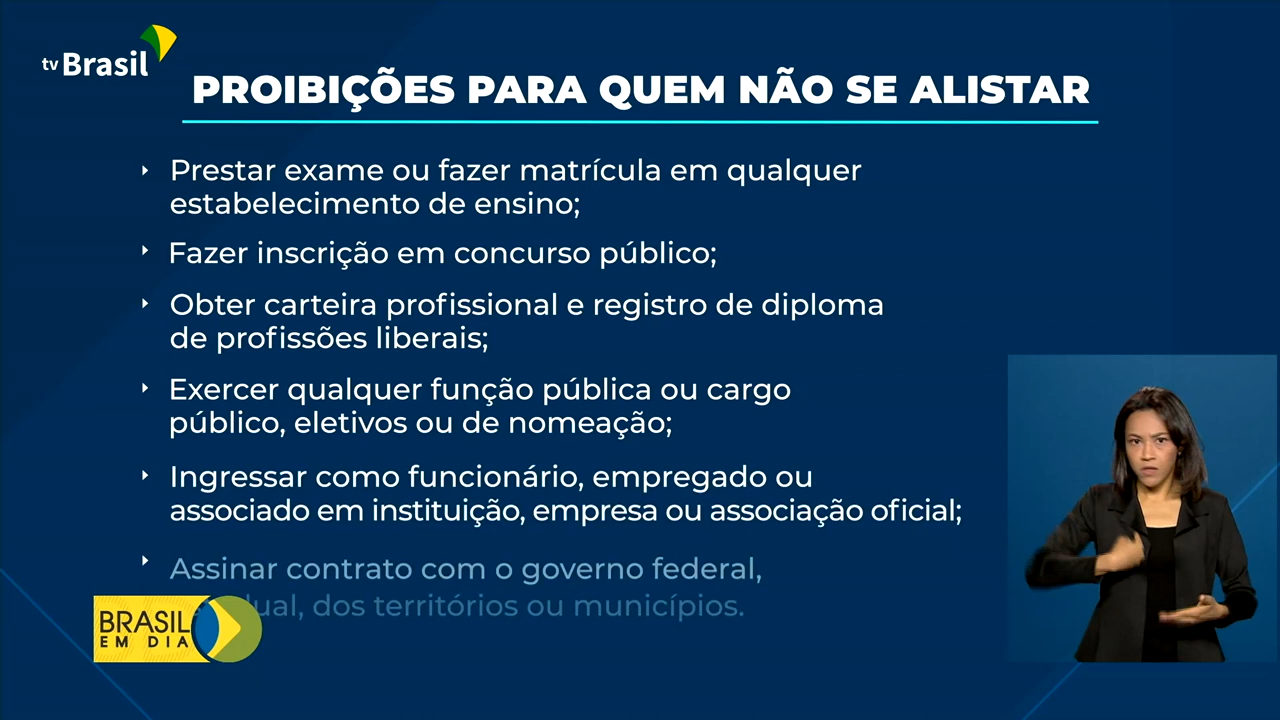 tv Brasil
PROIBIÇÕES PARA QUEM NÃO SE ALISTAR
Prestar exame ou fazer matrícula em qualquer
estabelecimento de ensino;
Fazer inscrição em concurso público;
Obter carteira profissional e registro de diploma
de profissões liberais;
Exercer qualquer função pública ou cargo
público, eletivos ou de nomeação;
Ingressar como funcionário, empregado ou
associado em instituição, empresa ou associação oficial;
Assinar contrato com o governo federal,
dos territórios ou municípios.
BRASIL
EM DIA